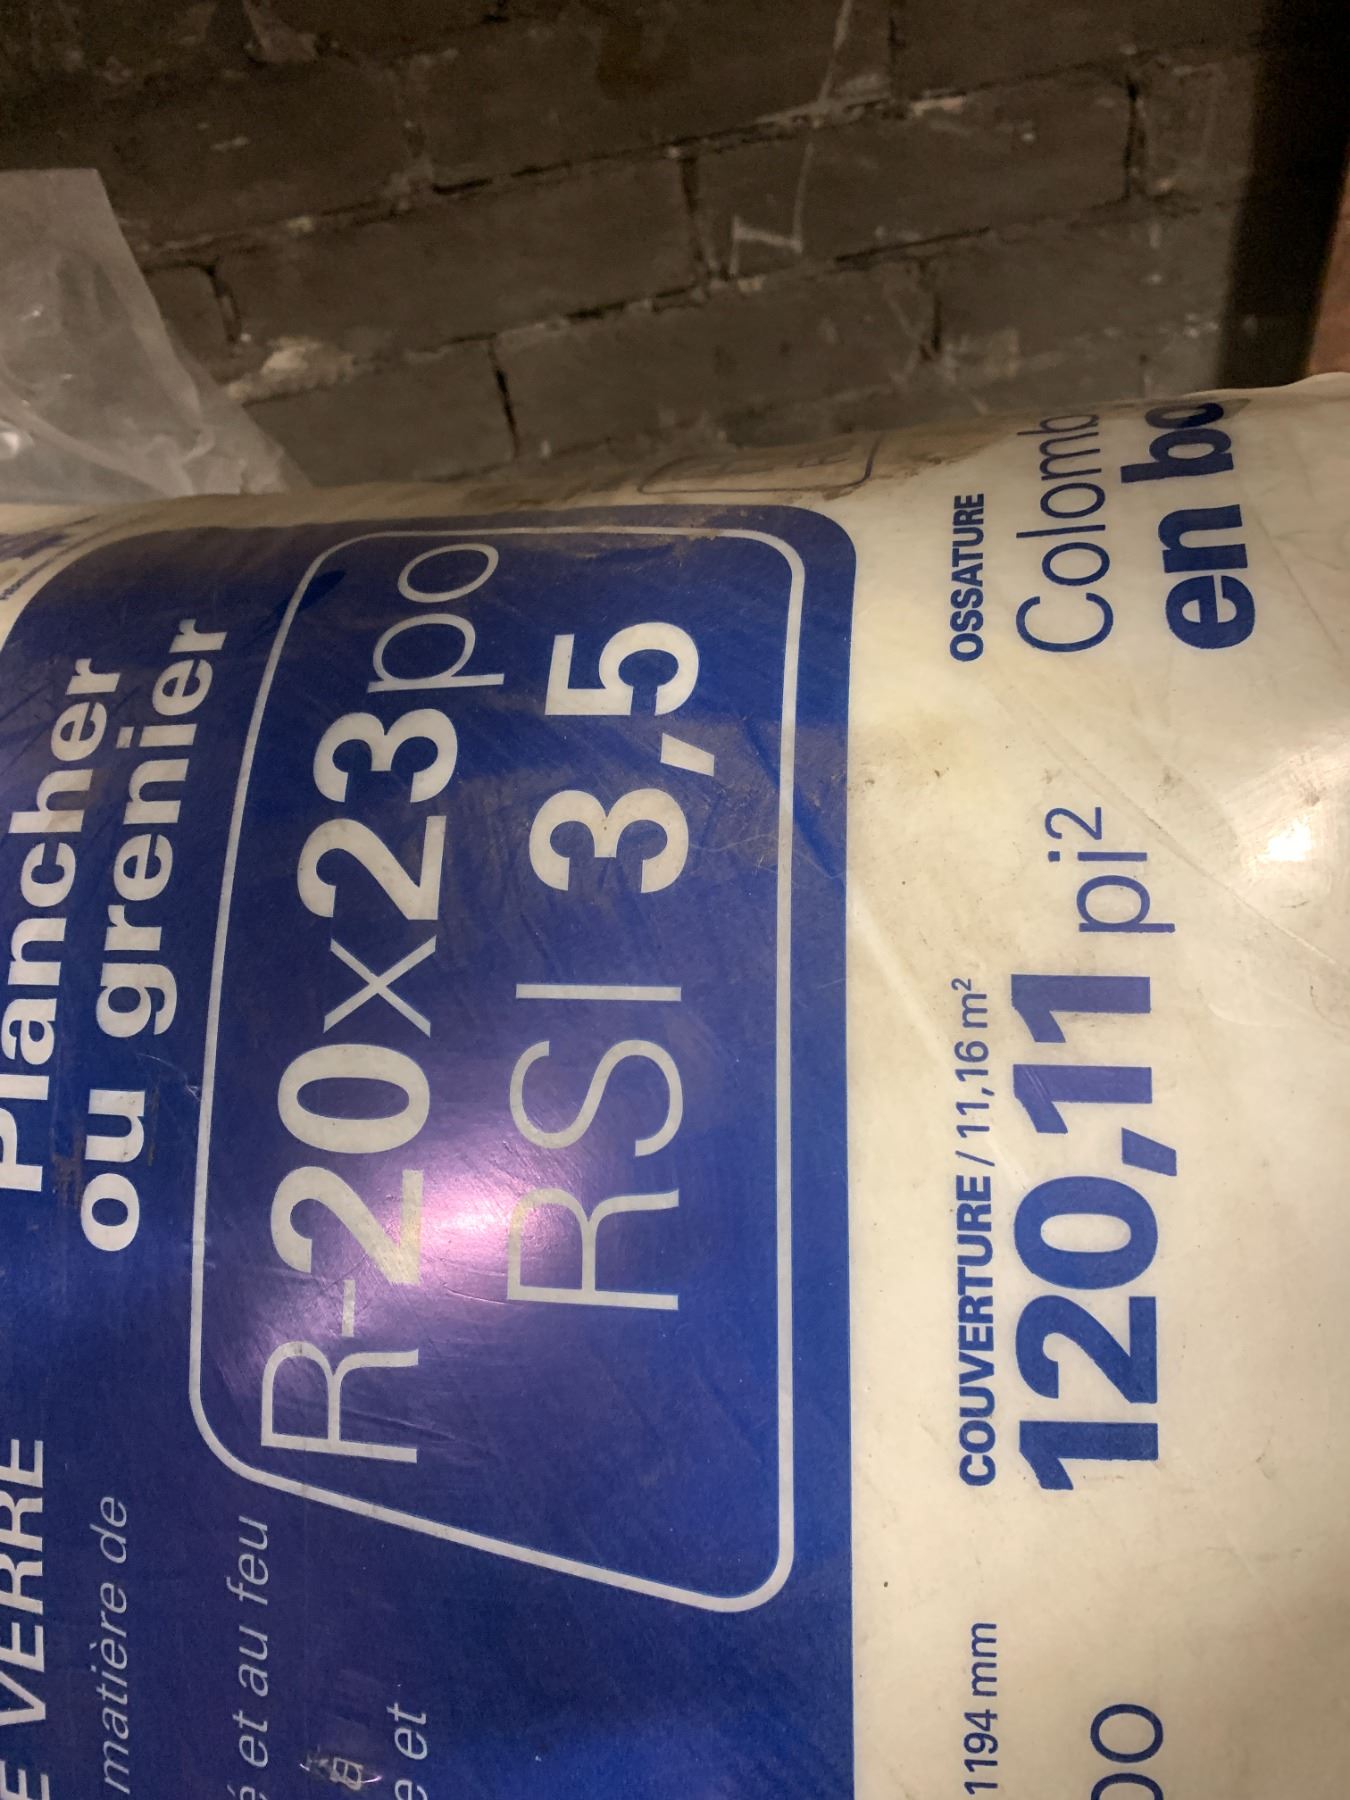 Plancher
ou grenier
R-20x23po
RSI 3,5
E VERRE
matière de
é et au feu
e et
1194 mm
po
COUVERTURE / 11,16 m²
120,11 pi²
OSSATURE
Colomb
en bo